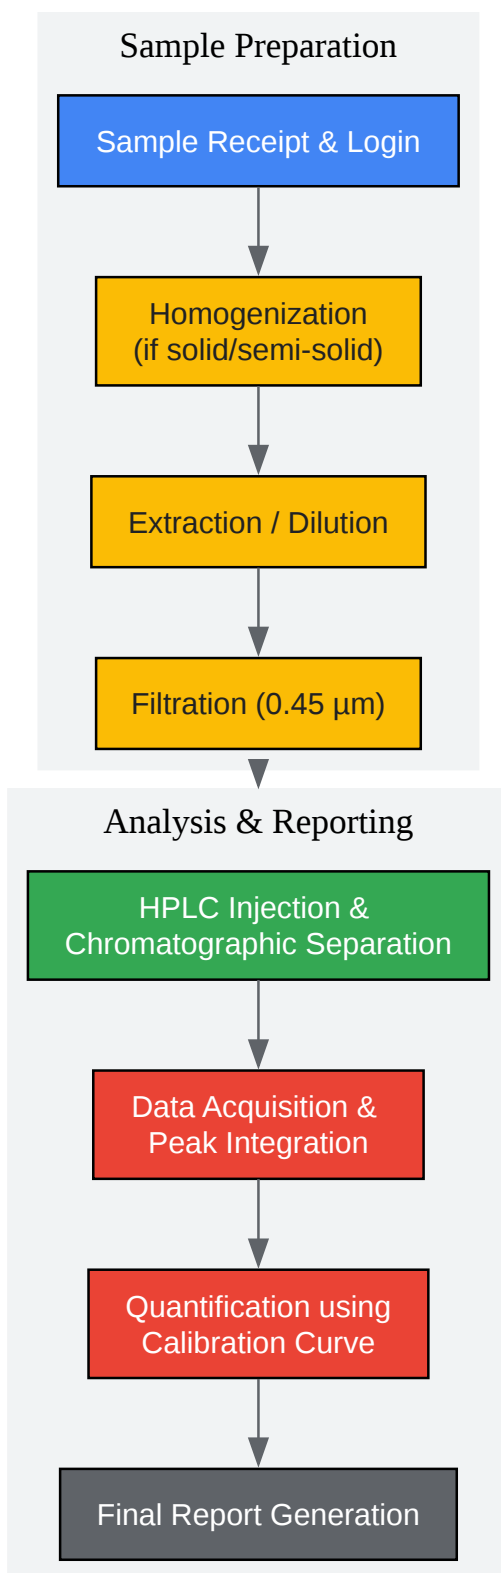 Sample Preparation
Sample Receipt & Login
Homogenization
(if solid/semi-solid)
Extraction / Dilution
Filtration (0.45 µm)
Analysis & Reporting
HPLC Injection &
Chromatographic Separation
Data Acquisition &
Peak Integration
Quantification using
Calibration Curve
Final Report Generation